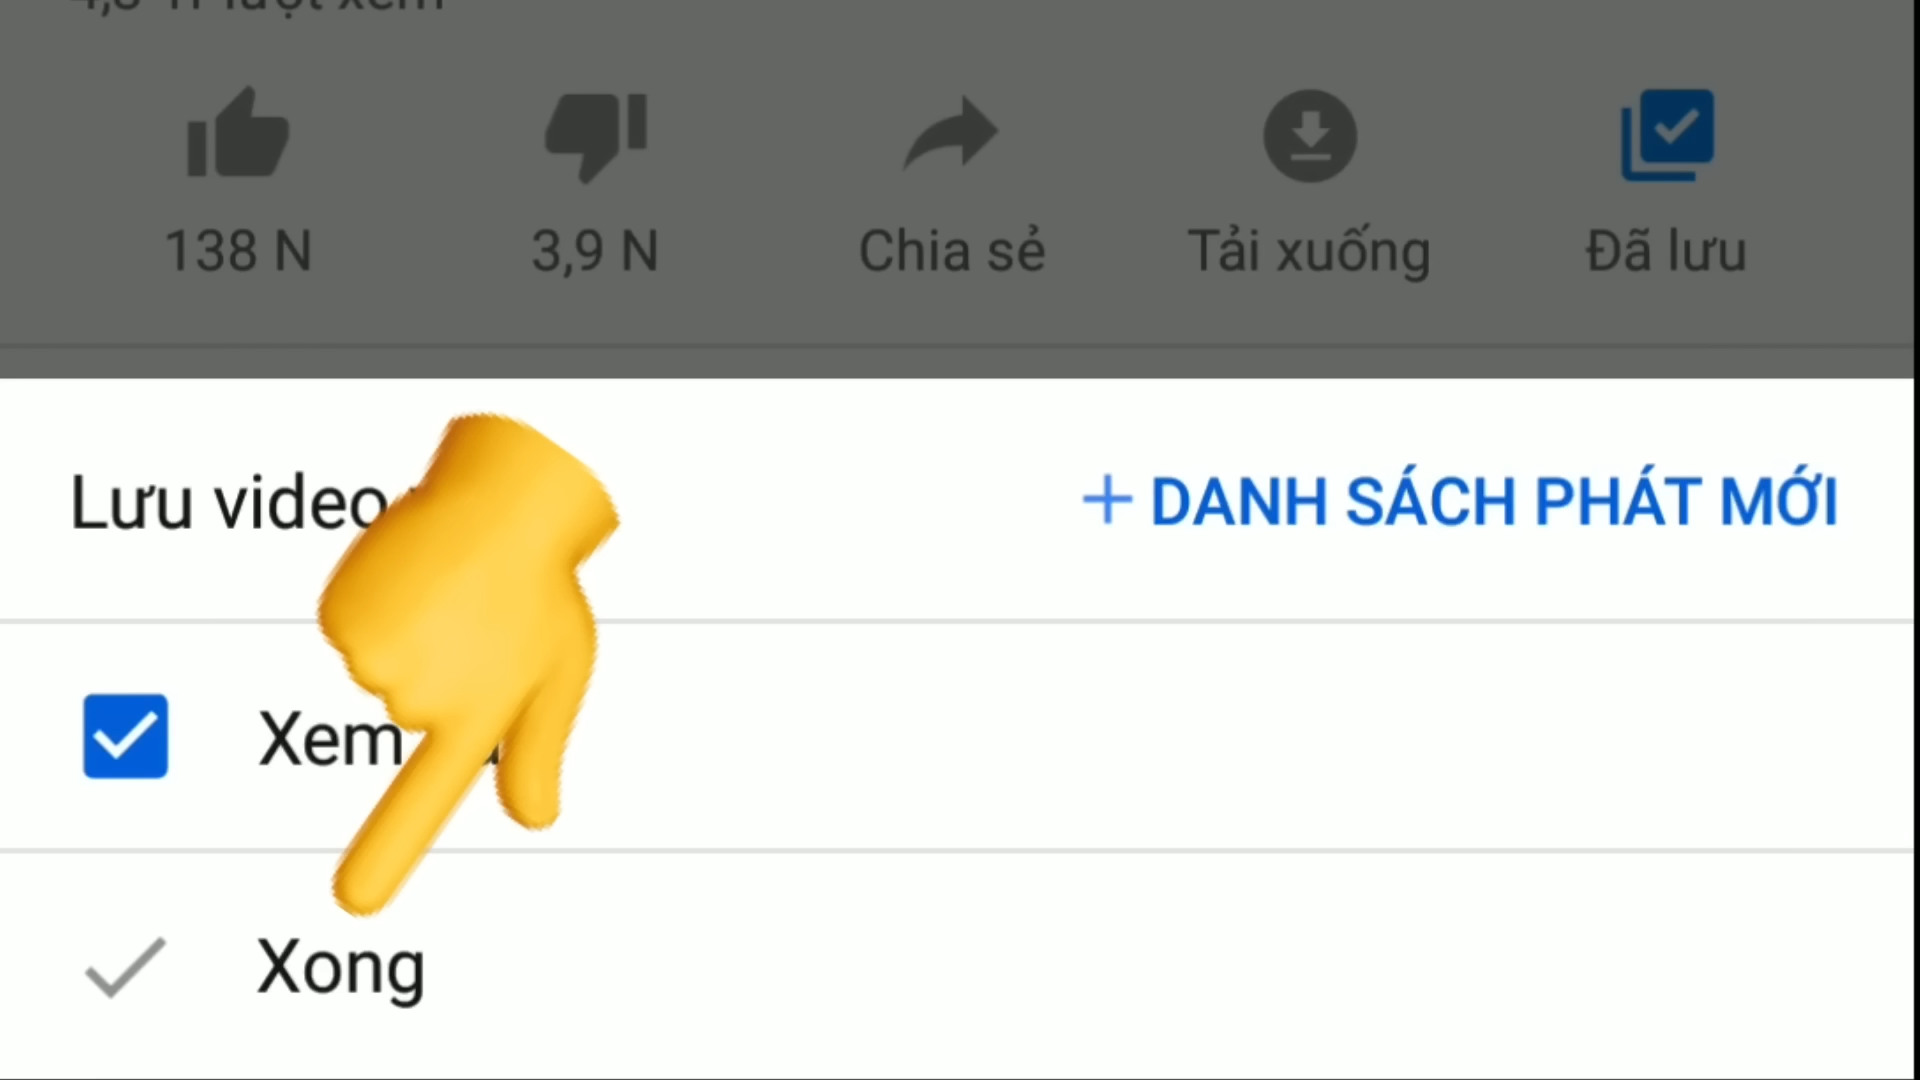 138 N 3,9 N Chia sẻ Tải xuống Đã lưu
Lưu video + DANH SÁCH PHÁT MỚI
Xem
Xong